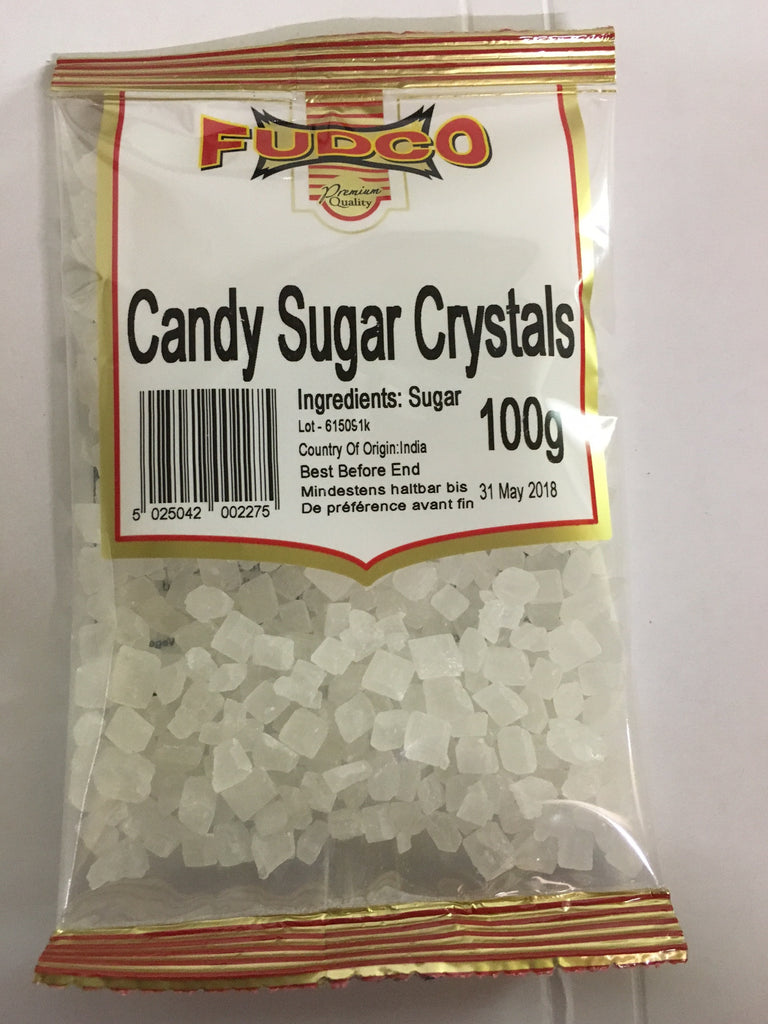 FUDCO
Premium
Quality
Candy Sugar Crystals
Ingredients: Sugar
100g
Lot - 615091k
Country Of Origin:India
Best Before End
Mindestens haltbar bis 31 May 2018
De préférence avant fin
5 025042 002275